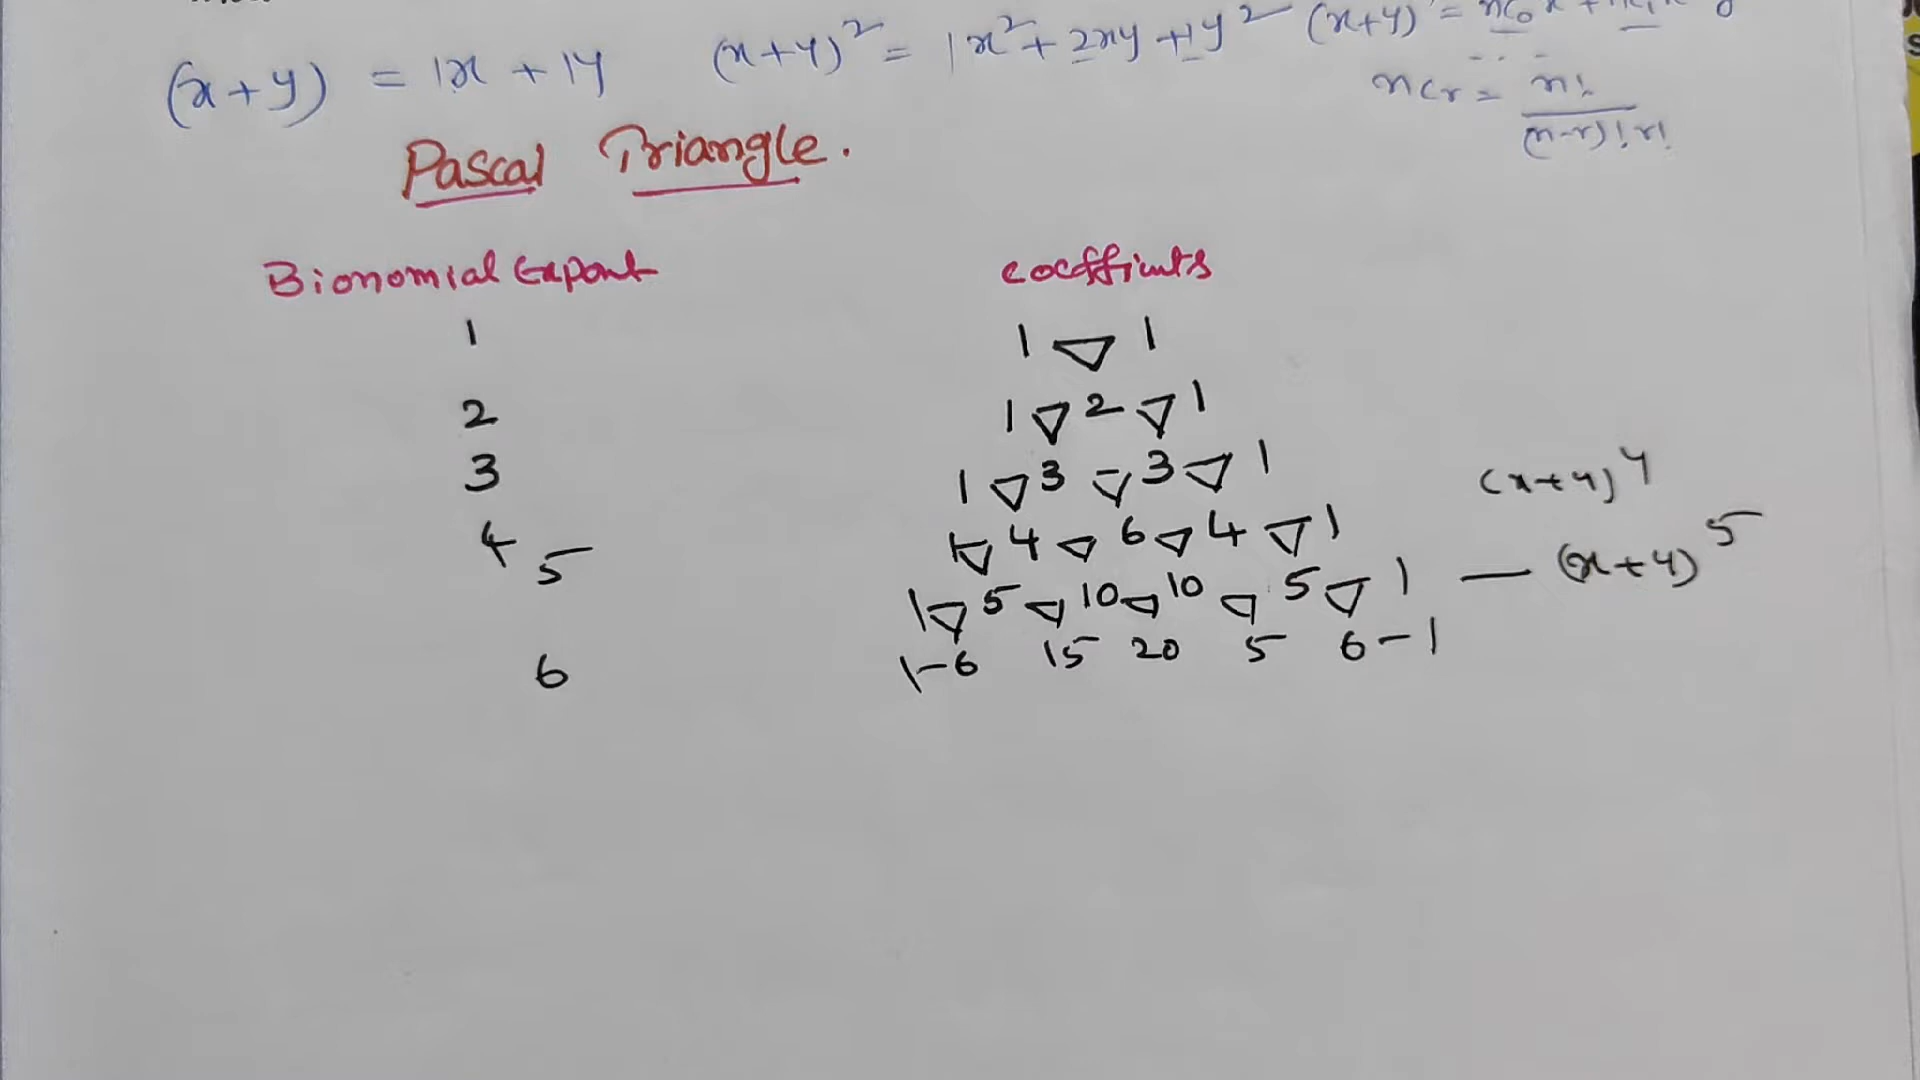 (x+y) = 1x + 1y (x+y)² = 1x² + 2xy + 1y² (x+y) = nC₀x +
nCr = n! / (n-r)! r!
Pascal Triangle.
Bionomial Expont coeffints
1 1 1
2 1 2 1
3 1 3 3 1 (x+y)⁴
4 1 4 6 4 1
5 1 5 10 10 5 1 — (x+y)⁵
6 1-6 15 20 5 6-1